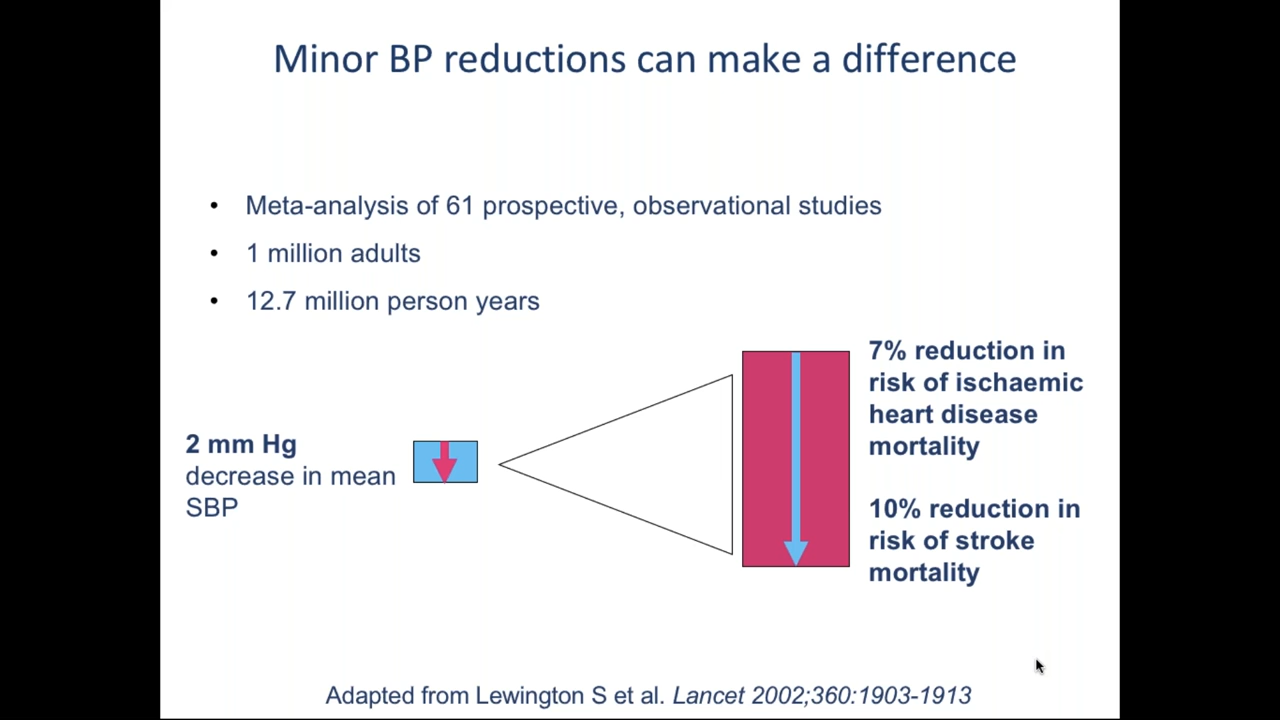 Minor BP reductions can make a difference
• Meta-analysis of 61 prospective, observational studies
• 1 million adults
• 12.7 million person years
2 mm Hg
decrease in mean
SBP
7% reduction in
risk of ischaemic
heart disease
mortality
10% reduction in
risk of stroke
mortality
Adapted from Lewington S et al. Lancet 2002;360:1903-1913